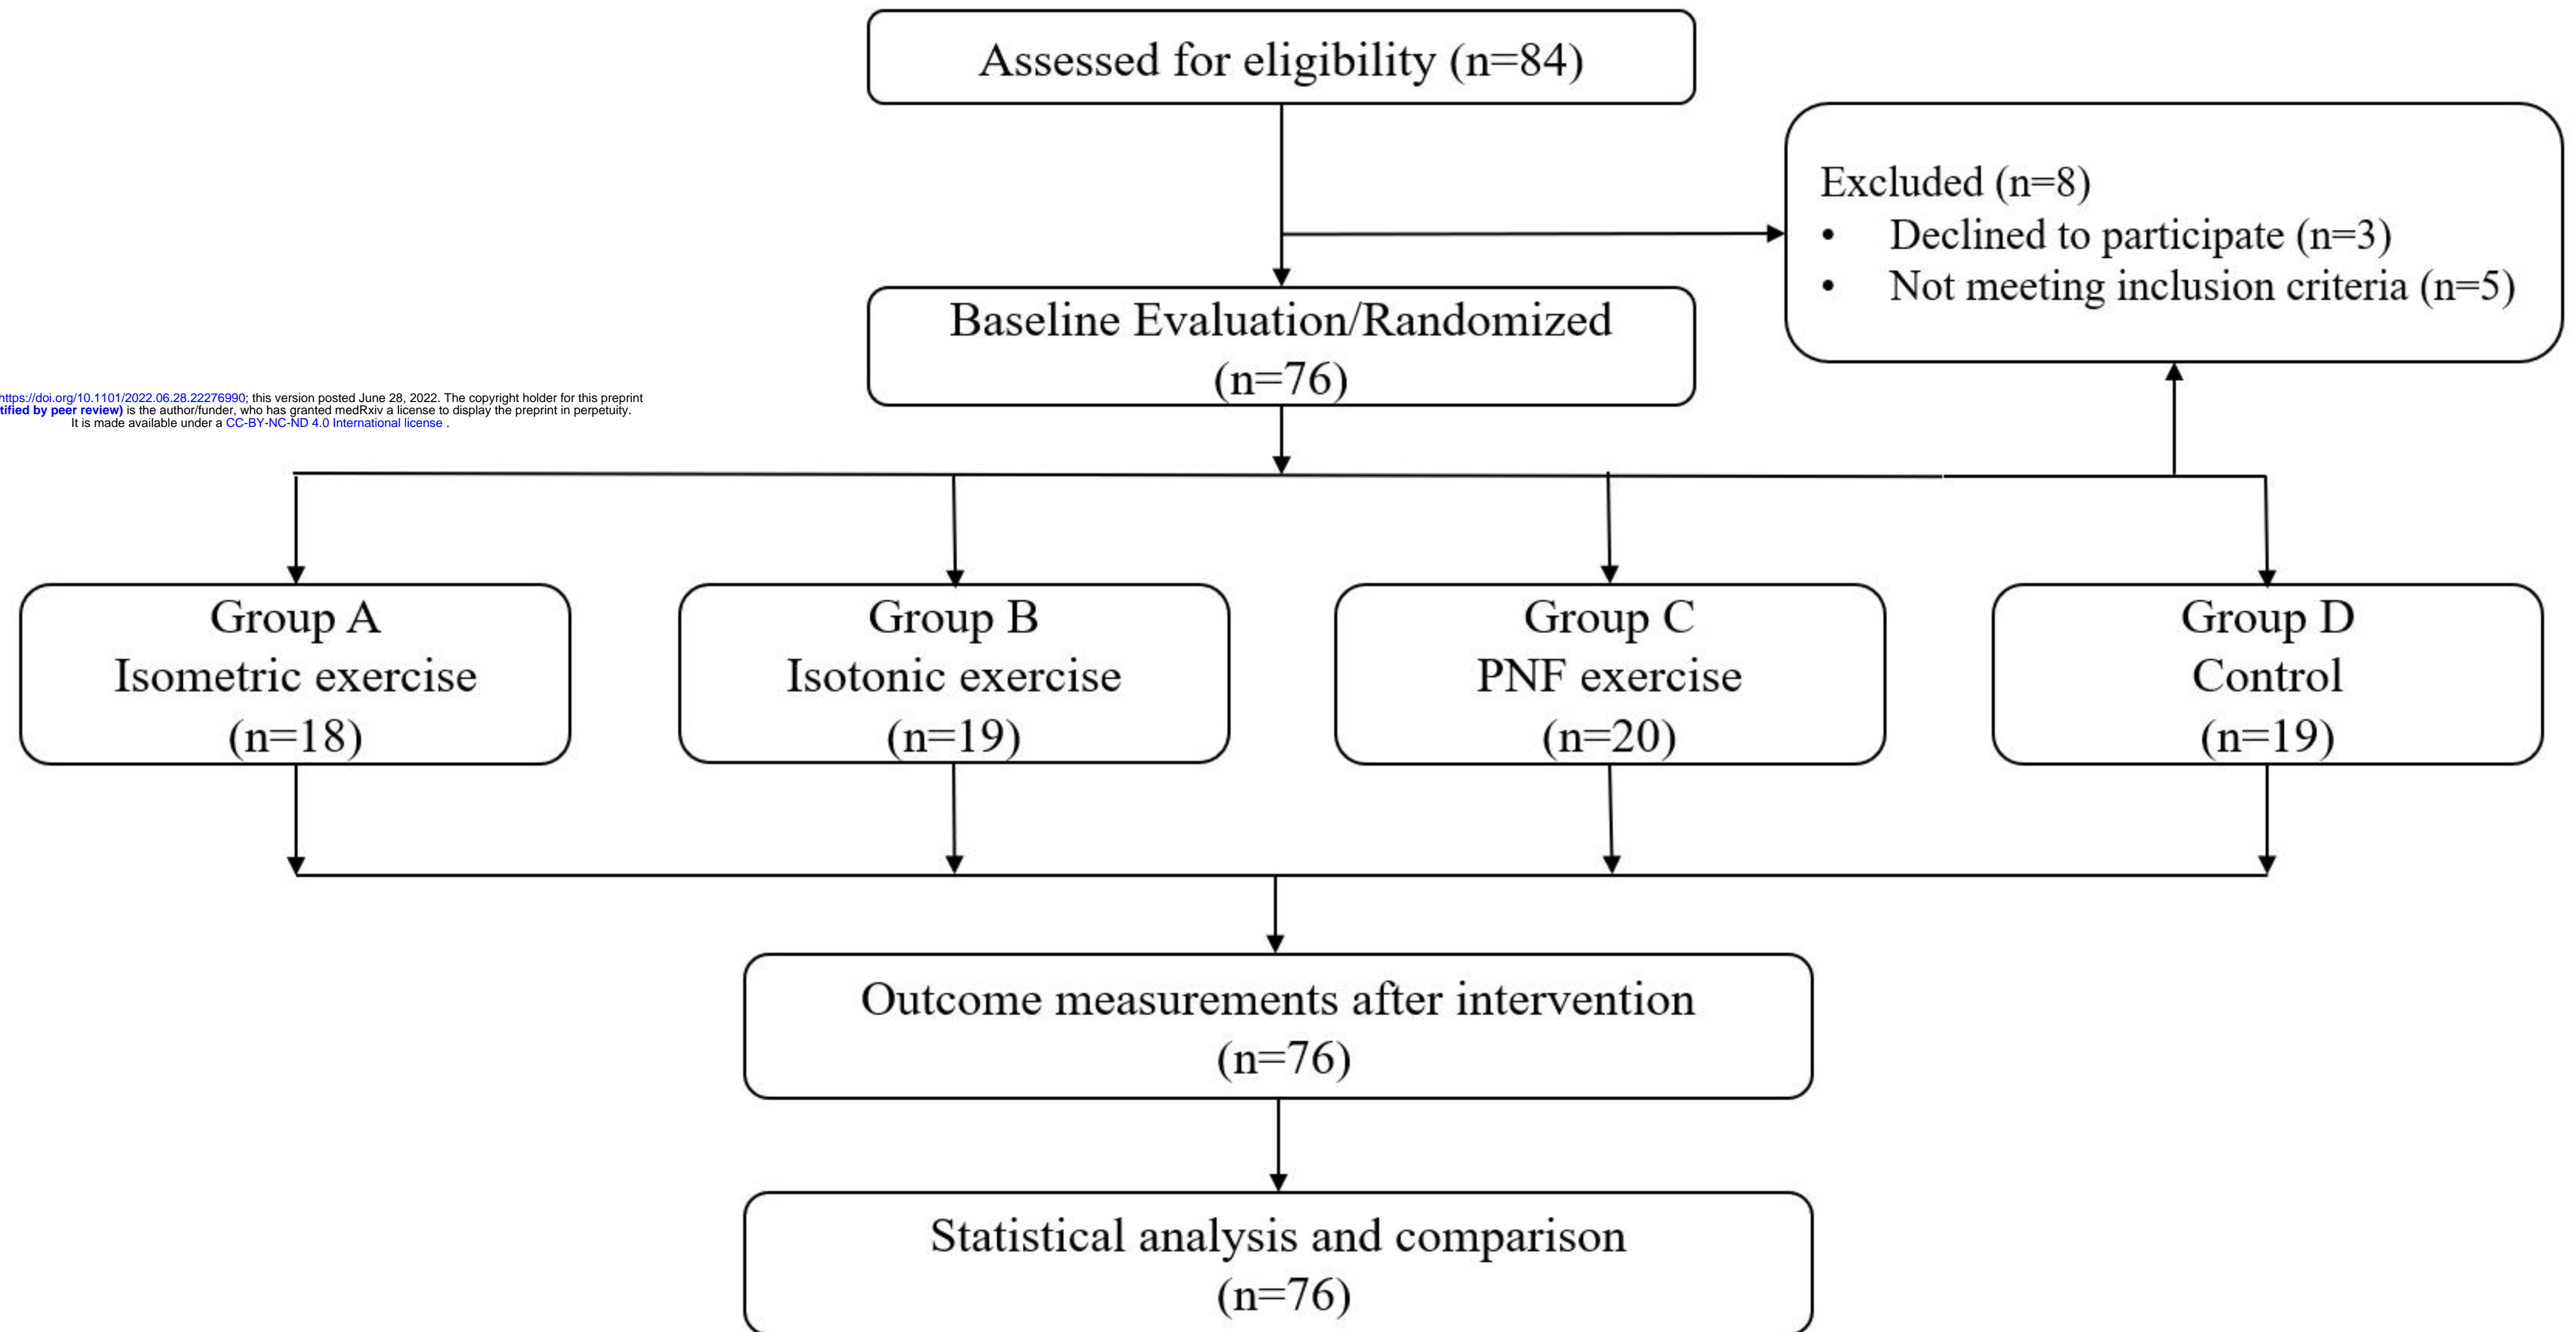 Assessed for eligibility (n=84)
Excluded (n=8)
• Declined to participate (n=3)
• Not meeting inclusion criteria (n=5)
Baseline Evaluation/Randomized
(n=76)
https://doi.org/10.1101/2022.06.28.22276990; this version posted June 28, 2022. The copyright holder for this preprint
tified by peer review) is the author/funder, who has granted medRxiv a license to display the preprint in perpetuity.
It is made available under a CC-BY-NC-ND 4.0 International license .
Group A
Isometric exercise
(n=18)
Group B
Isotonic exercise
(n=19)
Group C
PNF exercise
(n=20)
Group D
Control
(n=19)
Outcome measurements after intervention
(n=76)
Statistical analysis and comparison
(n=76)